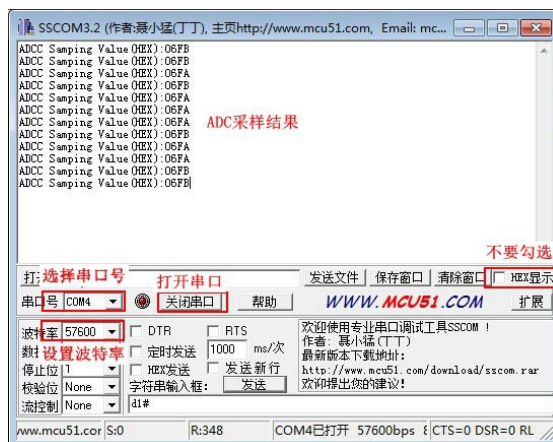 SSCOM3.2 (作者:聂小猛(丁丁), 主页http://www.mcu51.com, Email: mc...
ADCC Samping Value(HEX):06FB
ADCC Samping Value(HEX):06FB
ADCC Samping Value(HEX):06FA
ADCC Samping Value(HEX):06FA
ADCC Samping Value(HEX):06FA
ADCC Samping Value(HEX):06FA
ADCC Samping Value(HEX):06FA
ADCC Samping Value(HEX):06FB
ADCC Samping Value(HEX):06FA
ADCC Samping Value(HEX):06FA
ADCC Samping Value(HEX):06FB
ADCC Samping Value(HEX):06FB
ADC采样结果
不要勾选
打 选择串口号 打开串口 发送文件 保存窗口 清除窗口 HEX显示
串口号 COM4 关闭串口 帮助 WWW.MCU51.COM 扩展
波特率 57600 DTR RTS
数据 设置波特率 定时发送 1000 ms/次
停止位 1 HEX发送 发送新行
校验位 None 字符串输入框: 发送
流控制 None d1#
欢迎使用专业串口调试工具SSCOM !
作者: 聂小猛(丁丁)
最新版本下载地址:
http://www.mcu51.com/download/sscom.rar
欢迎提出您的建议!
ww.mcu51.cor S:0 R:348 COM4已打开 57600bps 8 CTS=0 DSR=0 RL